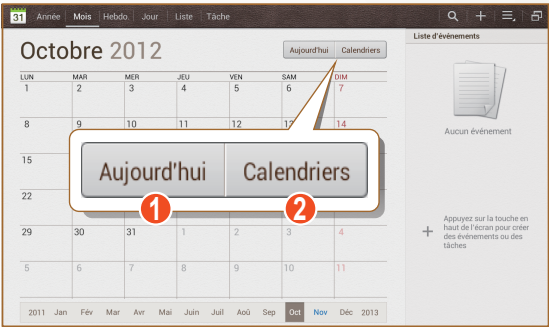 31 Année Mois Hebdo. Jour Liste Tâche
Octobre 2012
Aujourd'hui Calendriers
Liste d'événements
LUN MAR MER JEU VEN SAM DIM
1 2 3 4 5 6 7
8 9 10 11 12 13 14
Aucun événement
Aujourd'hui Calendriers
1 2
15
22
29 30 31 1 2 3 4
5 6 7 8 9 10 11
Appuyez sur la touche en
haut de l'écran pour créer
des événements ou des
tâches
2011 Jan Fév Mar Avr Mai Juin Juil Aoû Sep Oct Nov Déc 2013